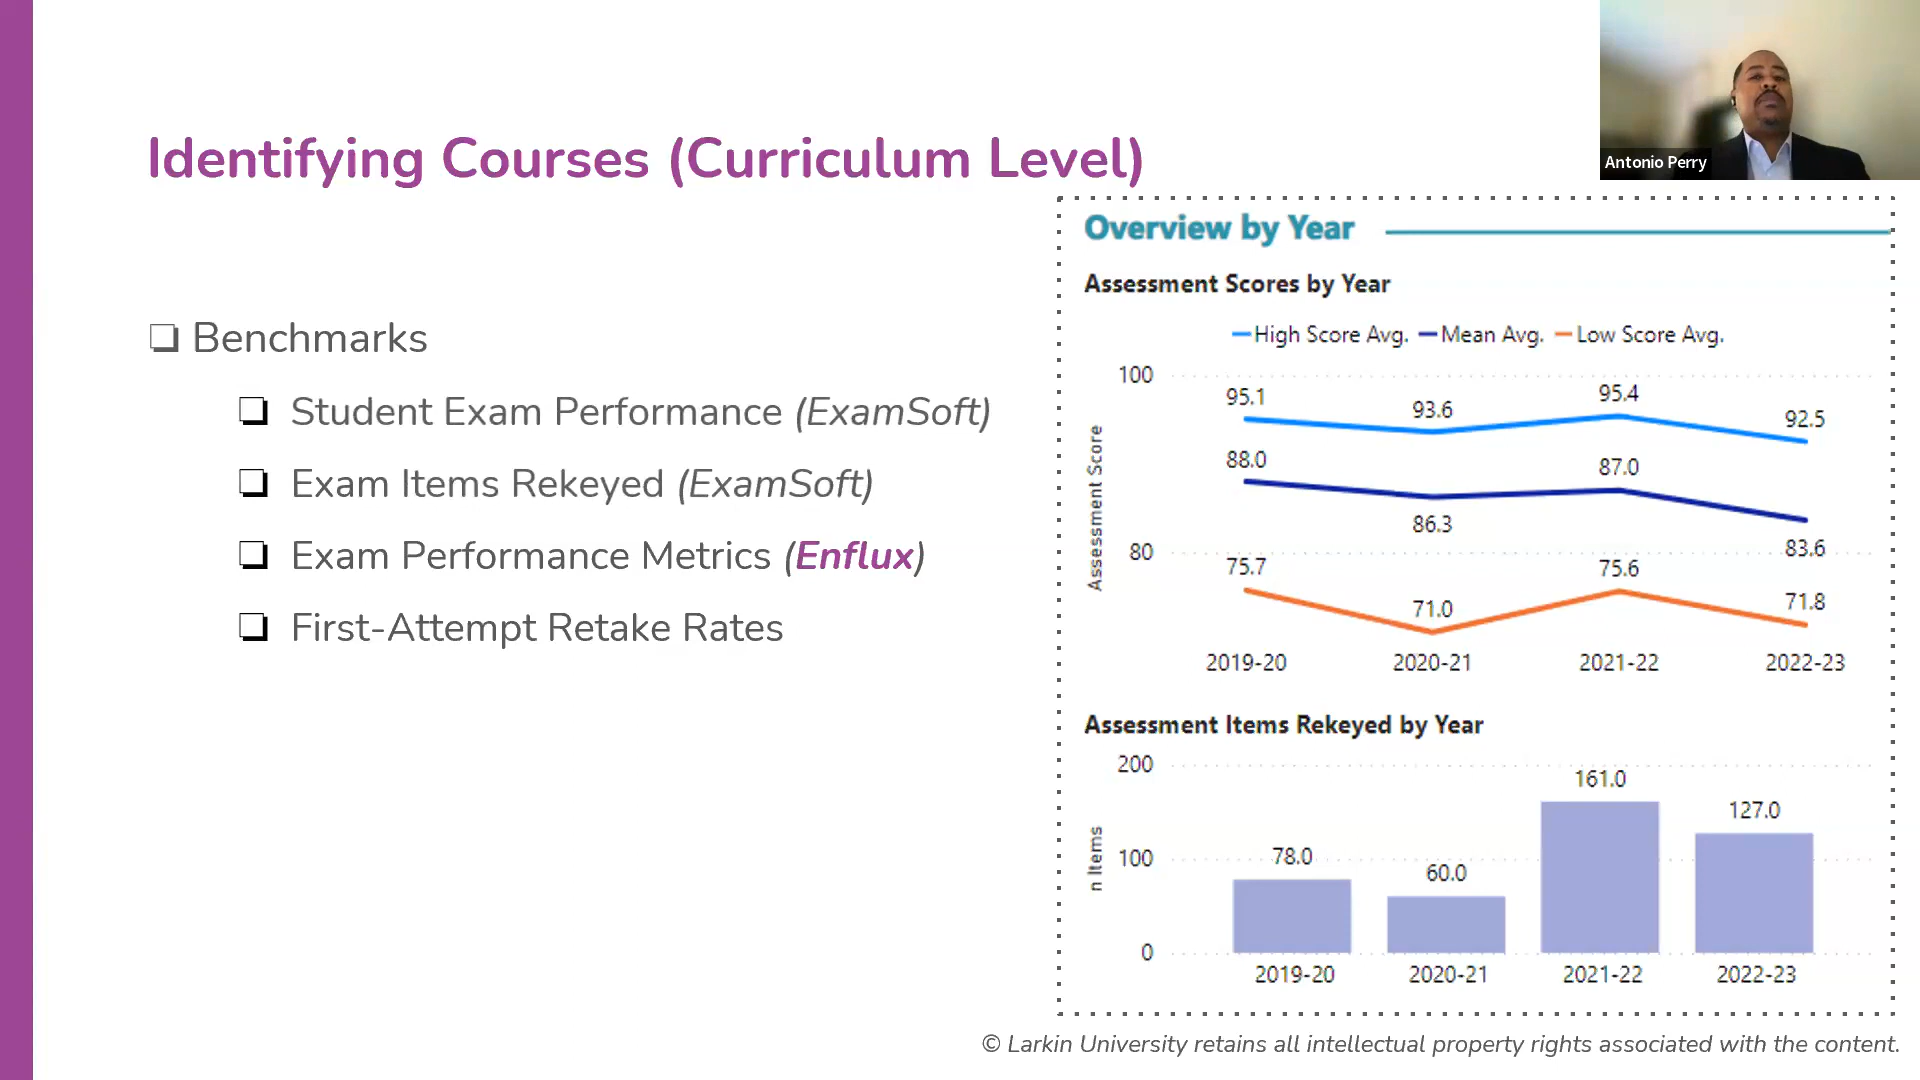 Identifying Courses (Curriculum Level)
Antonio Perry
❏ Benchmarks
❏ Student Exam Performance (ExamSoft)
❏ Exam Items Rekeyed (ExamSoft)
❏ Exam Performance Metrics (Enflux)
❏ First-Attempt Retake Rates
Overview by Year
Assessment Scores by Year
High Score Avg. Mean Avg. Low Score Avg.
Assessment Score
100
80
95.1 93.6 95.4 92.5
88.0 86.3 87.0 83.6
75.7 71.0 75.6 71.8
2019-20 2020-21 2021-22 2022-23
Assessment Items Rekeyed by Year
n Items
200
100
0
78.0 60.0 161.0 127.0
2019-20 2020-21 2021-22 2022-23
© Larkin University retains all intellectual property rights associated with the content.